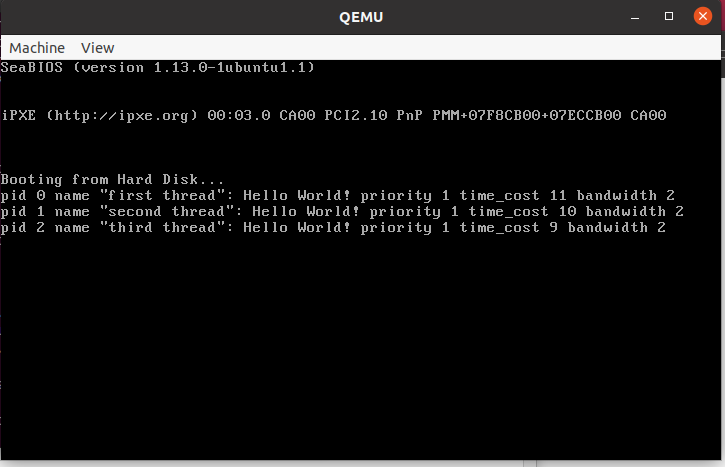 QEMU
Machine View
SeaBIOS (version 1.13.0-1ubuntu1.1)
iPXE (http://ipxe.org) 00:03.0 CA00 PCI2.10 PnP PMM+07F8CB00+07ECCB00 CA00
Booting from Hard Disk...
pid 0 name "first thread": Hello World! priority 1 time_cost 11 bandwidth 2
pid 1 name "second thread": Hello World! priority 1 time_cost 10 bandwidth 2
pid 2 name "third thread": Hello World! priority 1 time_cost 9 bandwidth 2